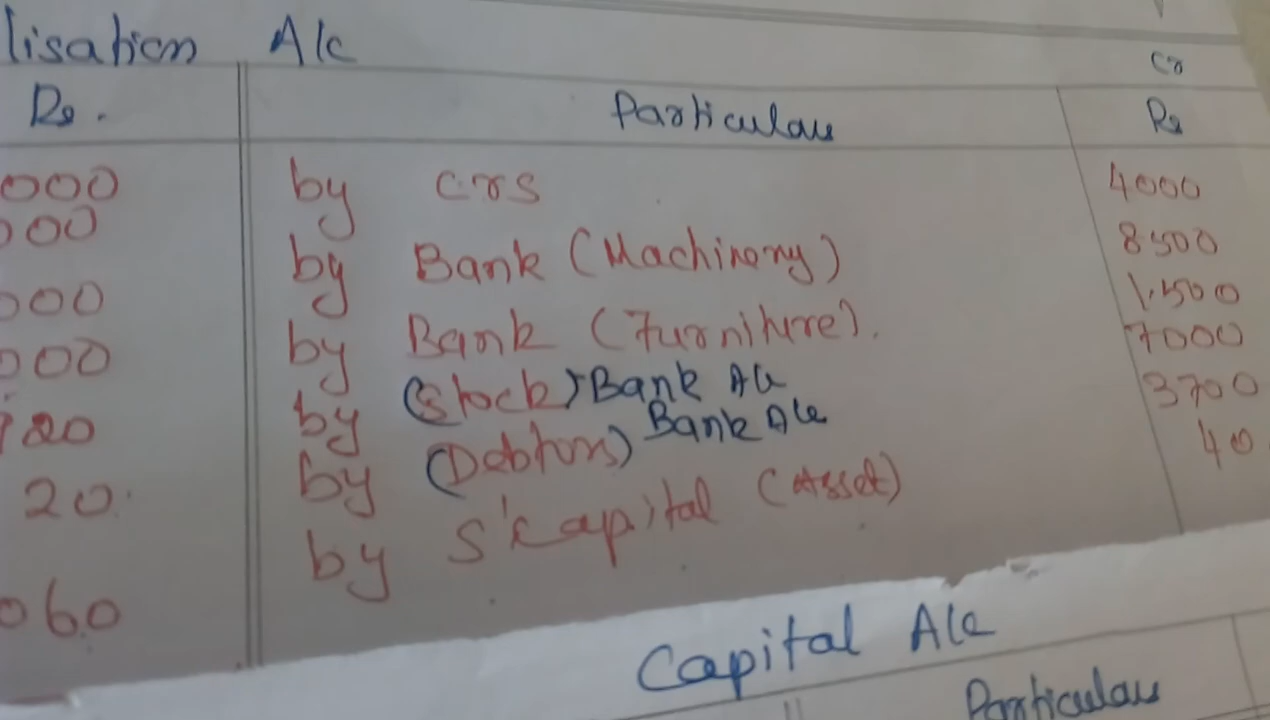 lisation A/c
Cr
Rs. Particulars Rs
000 by crs 4000
000 by Bank (Machinery) 8500
000 by Bank (Furniture). 1,500
000 by (Stock) Bank A/c 7000
20 by (Debtors) Bank A/c 3700
20. by S'Capital (Asset) 40
060
Capital A/c
Particulars